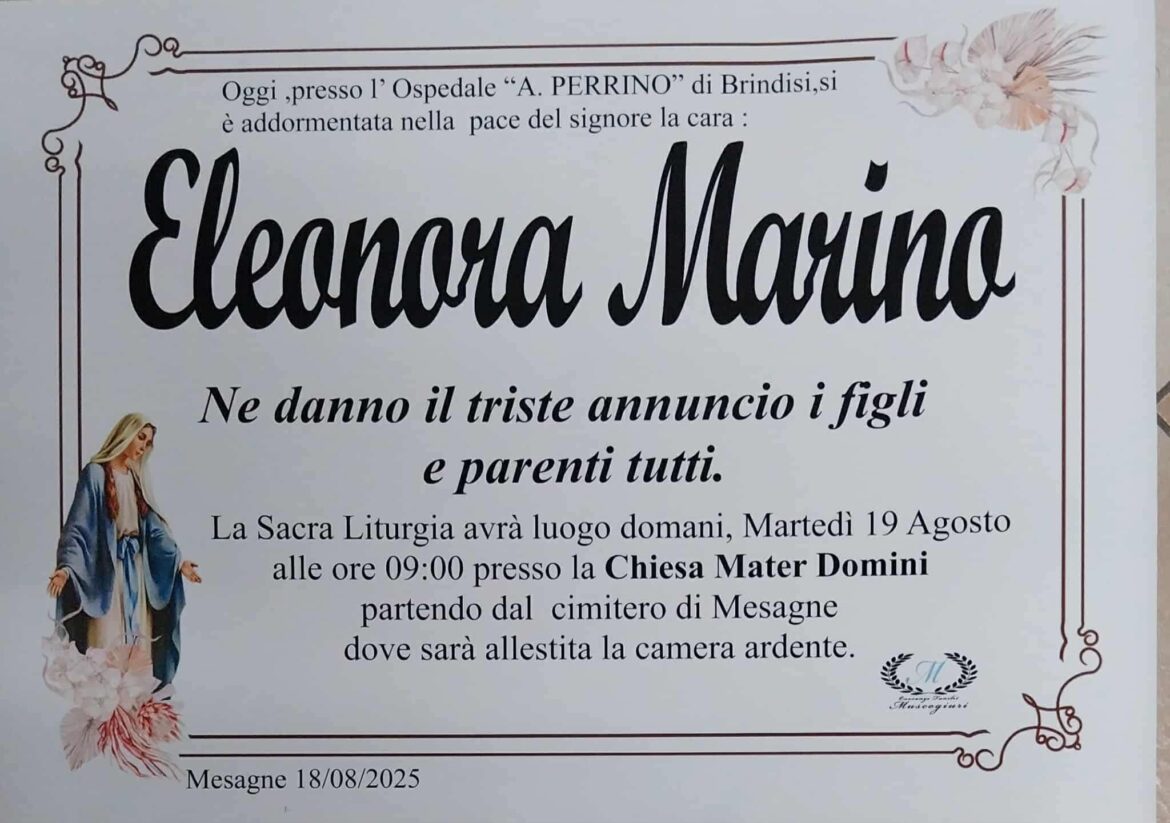 Oggi ,presso l' Ospedale “A. PERRINO” di Brindisi,si
è addormentata nella pace del signore la cara :
Eleonora Marino
Ne danno il triste annuncio i figli
e parenti tutti.
La Sacra Liturgia avrà luogo domani, Martedì 19 Agosto
alle ore 09:00 presso la Chiesa Mater Domini
partendo dal cimitero di Mesagne
dove sarà allestita la camera ardente.
M
Muscogiuri
Mesagne 18/08/2025